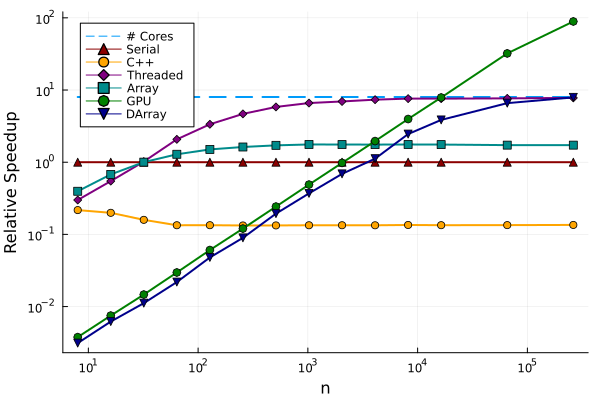 10²
10¹
10⁰
10⁻¹
10⁻²
Relative Speedup
# Cores
Serial
C++
Threaded
Array
GPU
DArray
10¹ 10² 10³ 10⁴ 10⁵
n